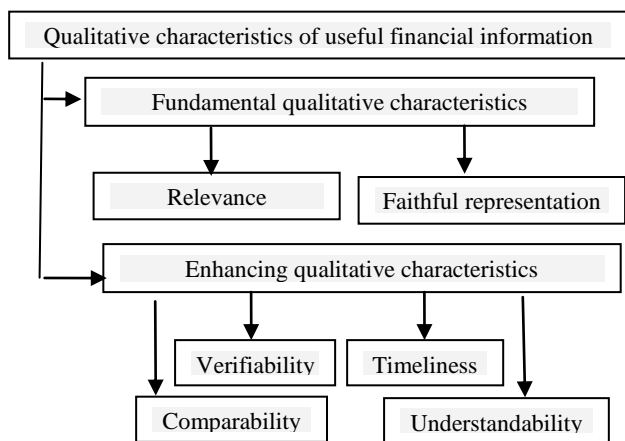 Qualitative characteristics of useful financial information
Fundamental qualitative characteristics
Relevance
Faithful representation
Enhancing qualitative characteristics
Verifiability
Timeliness
Comparability
Understandability